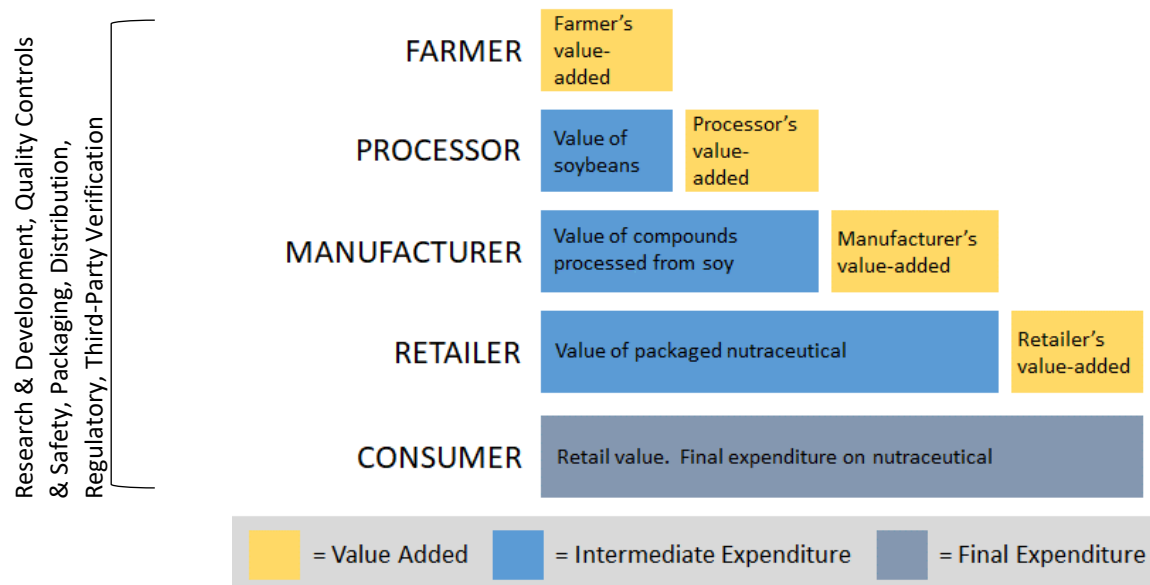 Research & Development, Quality Controls
& Safety, Packaging, Distribution,
Regulatory, Third-Party Verification
FARMER
Farmer's
value-
added
PROCESSOR
Value of
soybeans
Processor's
value-
added
MANUFACTURER
Value of compounds
processed from soy
Manufacturer's
value-added
RETAILER
Value of packaged nutraceutical
Retailer's
value-added
CONSUMER
Retail value.  Final expenditure on nutraceutical
= Value Added
= Intermediate Expenditure
= Final Expenditure